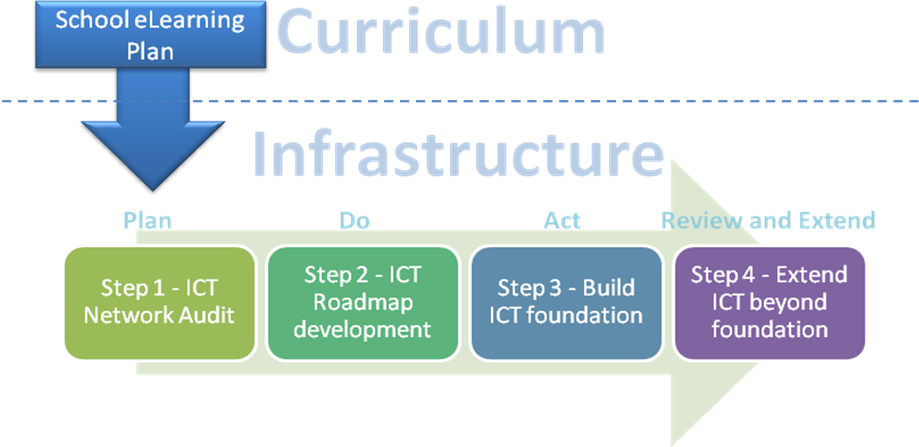 School eLearning
Plan
Curriculum
Infrastructure
Plan
Do
Act
Review and Extend
Step 1 - ICT
Network Audit
Step 2 - ICT
Roadmap
development
Step 3 - Build
ICT foundation
Step 4 - Extend
ICT beyond
foundation